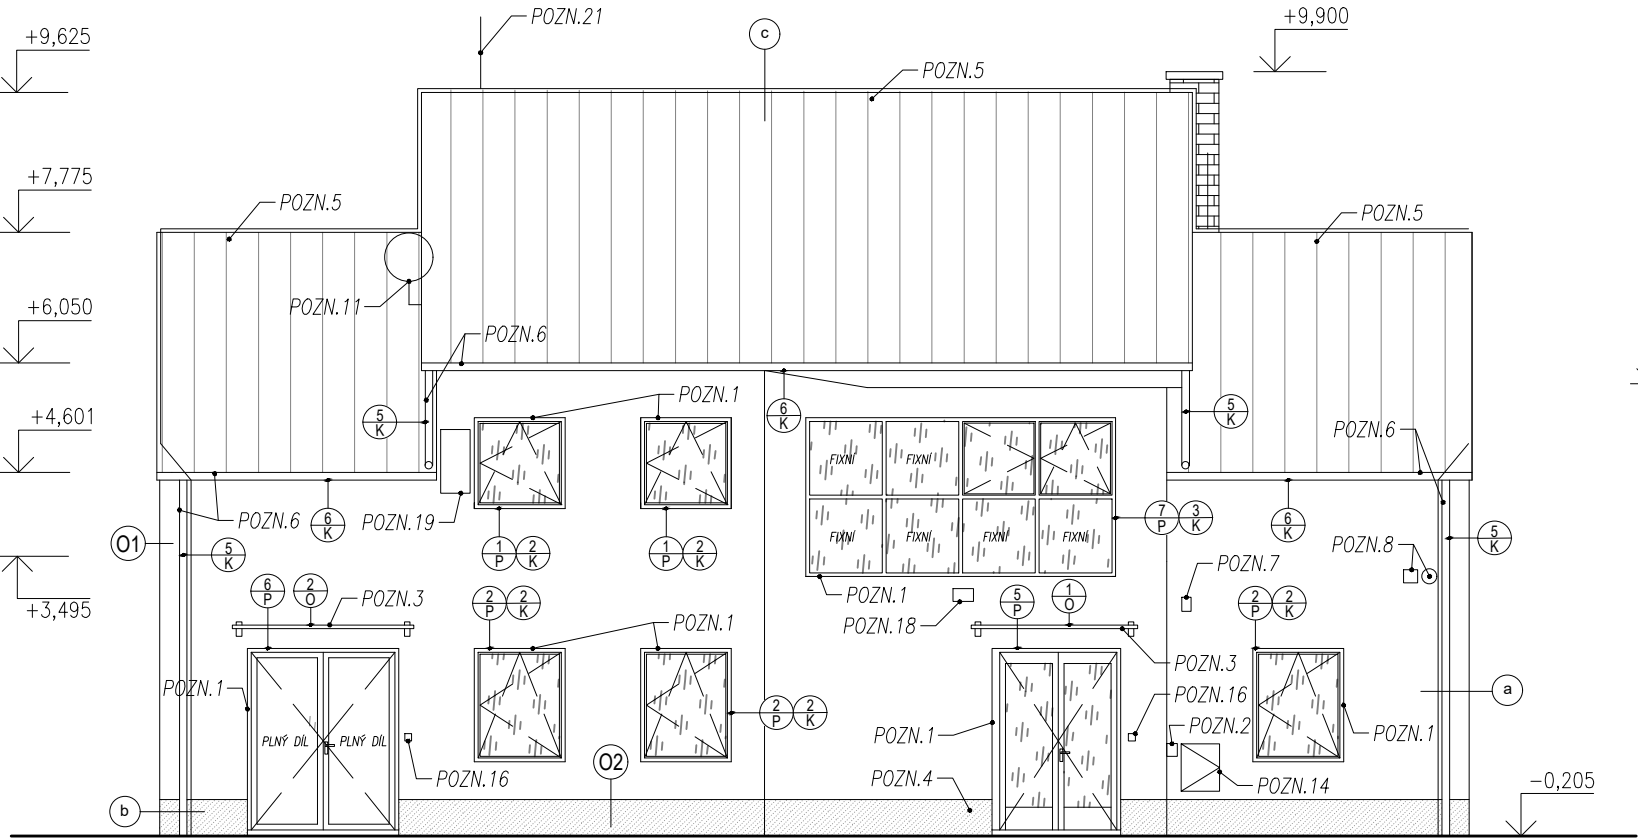 POZN.21
+9,900
+9,625
c
POZN.5
+7,775
POZN.5
POZN.5
+6,050
POZN.11
POZN.6
POZN.1
+4,601
5
K
6
K
5
K
POZN.6
FIXNÍ
FIXNÍ
POZN.6
6
K
POZN.19
7
P
3
K
6
K
5
K
O1
5
K
1
P
2
K
1
P
2
K
FIXNÍ
FIXNÍ
FIXNÍ
FIXNÍ
POZN.8
POZN.7
+3,495
6
P
2
O
POZN.3
2
P
2
K
POZN.1
5
P
1
O
2
P
2
K
POZN.1
POZN.18
POZN.3
POZN.1
POZN.16
a
2
P
2
K
POZN.2
POZN.1
POZN.1
PLNÝ DÍL
PLNÝ DÍL
O2
POZN.16
POZN.4
POZN.14
-0,205
b